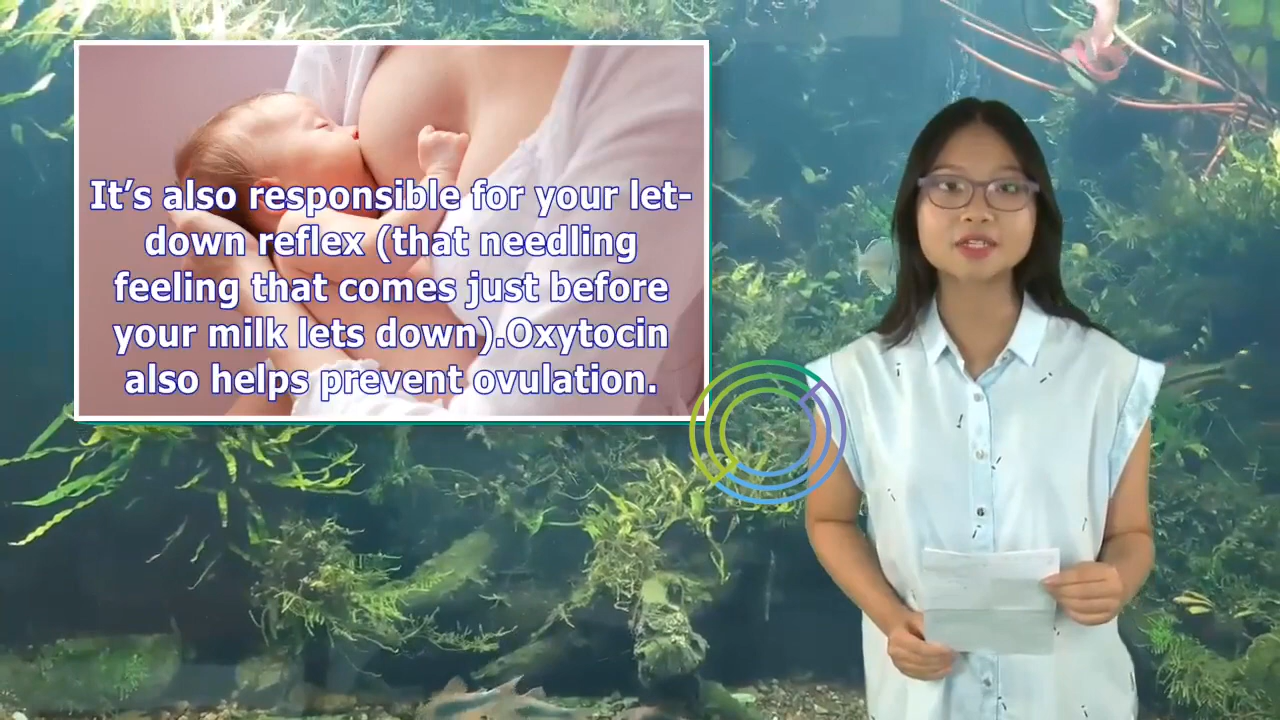 It’s also responsible for your let-
down reflex (that needling
feeling that comes just before
your milk lets down).Oxytocin
also helps prevent ovulation.